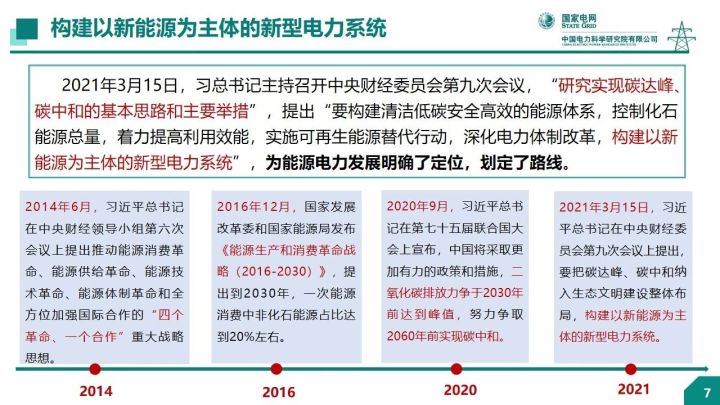 构建以新能源为主体的新型电力系统
国家电网
STATE GRID
中国电力科学研究院有限公司
CHINA ELECTRIC POWER RESEARCH INSTITUTE
2021年3月15日，习总书记主持召开中央财经委员会第九次会议，“研究实现碳达峰、
碳中和的基本思路和主要举措”，提出“要构建清洁低碳安全高效的能源体系，控制化石
能源总量，着力提高利用效能，实施可再生能源替代行动，深化电力体制改革，构建以新
能源为主体的新型电力系统”，为能源电力发展明确了定位，划定了路线。
2014年6月，习近平总书记
在中央财经领导小组第六次
会议上提出推动能源消费革
命、能源供给革命、能源技
术革命、能源体制革命和全
方位加强国际合作的“四个
革命、一个合作”重大战略
思想。
2016年12月，国家发展
改革委和国家能源局发布
《能源生产和消费革命战
略（2016-2030）》，提
出到2030年，一次能源
消费中非化石能源占比达
到20%左右。
2020年9月，习近平总书
记在第七十五届联合国大
会上宣布，中国将采取更
加有力的政策和措施，二
氧化碳排放力争于2030年
前达到峰值，努力争取
2060年前实现碳中和。
2021年3月15日，习近
平总书记在中央财经委
员会第九次会议上提出，
要把碳达峰、碳中和纳
入生态文明建设整体布
局，构建以新能源为主
体的新型电力系统。
2014
2016
2020
2021
7